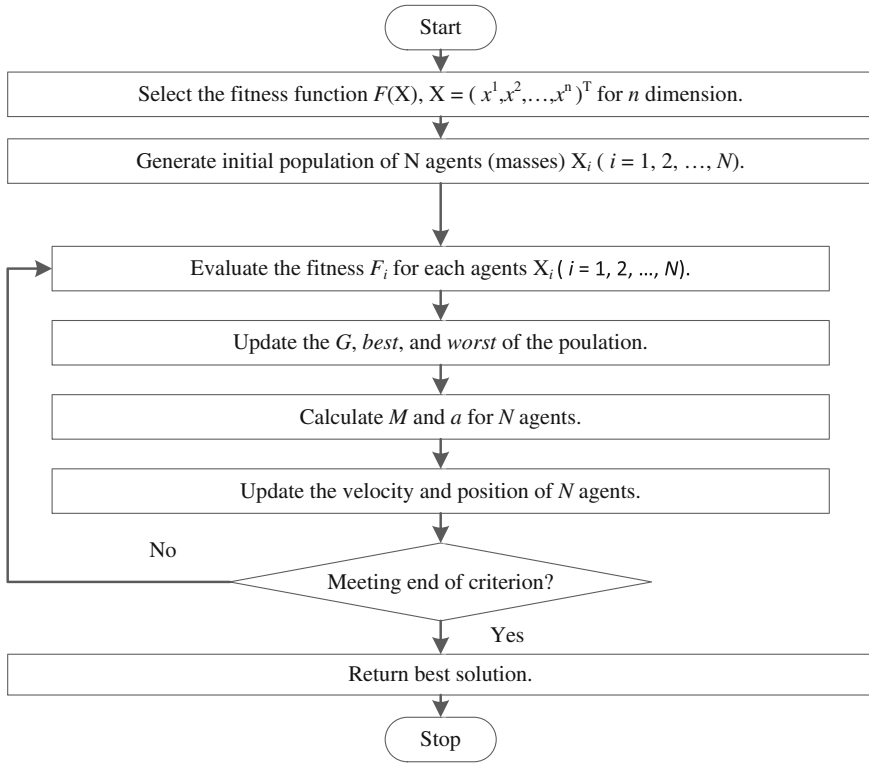 Start
Select the fitness function F(X), X = ( x¹,x²,…,xⁿ )ᵀ for n dimension.
Generate initial population of N agents (masses) Xᵢ ( i = 1, 2, …, N).
Evaluate the fitness Fᵢ for each agents Xᵢ ( i = 1, 2, ..., N).
Update the G, best, and worst of the poulation.
Calculate M and a for N agents.
Update the velocity and position of N agents.
No
Meeting end of criterion?
Yes
Return best solution.
Stop